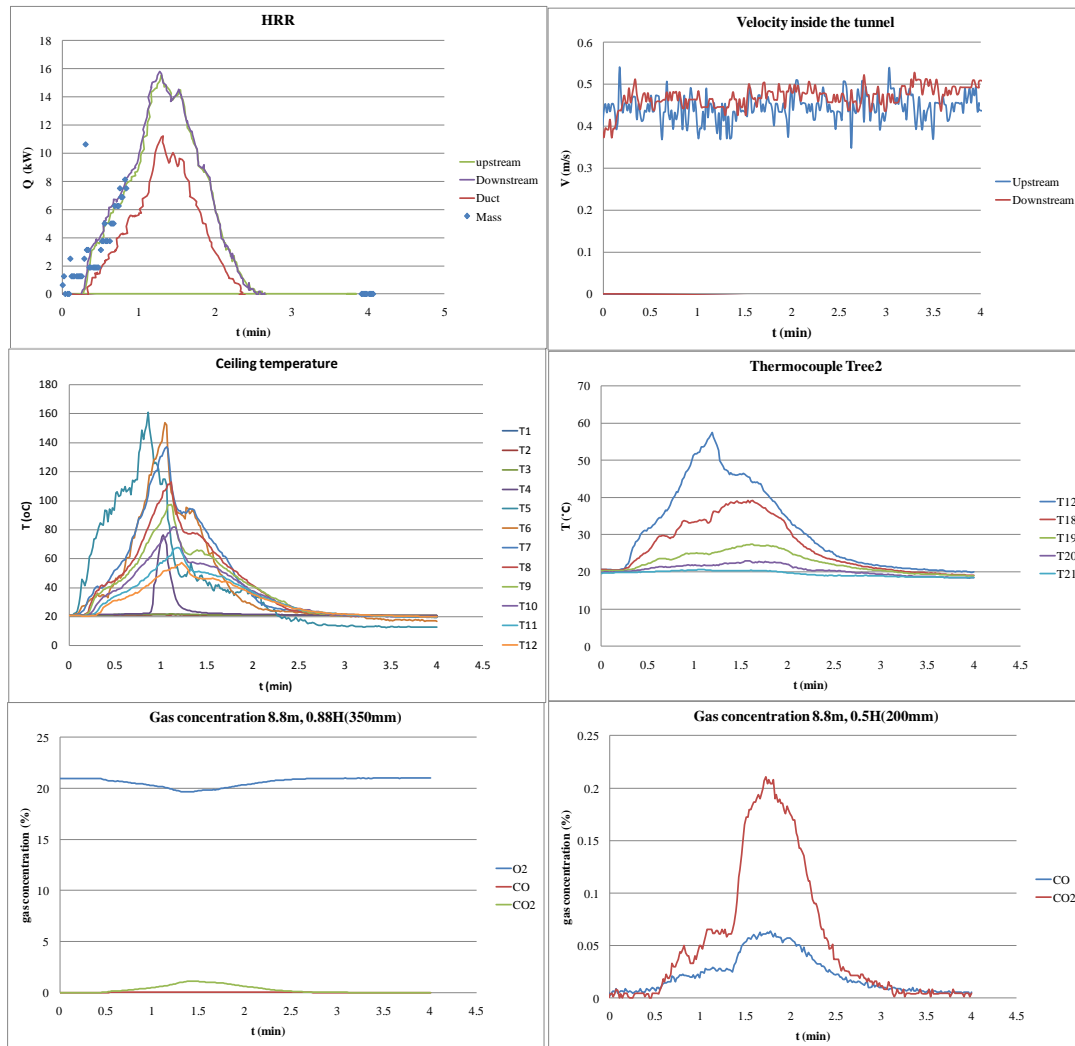 HRR
18
16
14
12
10
8
6
4
2
0
Q (kW)
0 1 2 3 4 5
t (min)
upstream
Downstream
Duct
Mass
Velocity inside the tunnel
0.6
0.5
0.4
0.3
0.2
0.1
0
V (m/s)
0 0.5 1 1.5 2 2.5 3 3.5 4
t (min)
Upstream
Downstream
Ceiling temperature
180
160
140
120
100
80
60
40
20
0
T (oC)
0 0.5 1 1.5 2 2.5 3 3.5 4 4.5
t (min)
T1
T2
T3
T4
T5
T6
T7
T8
T9
T10
T11
T12
Thermocouple Tree2
70
60
50
40
30
20
10
0
T (℃)
0 0.5 1 1.5 2 2.5 3 3.5 4 4.5
t (min)
T12
T18
T19
T20
T21
Gas concentration 8.8m, 0.88H(350mm)
25
20
15
10
5
0
gas concentration (%)
0 0.5 1 1.5 2 2.5 3 3.5 4 4.5
t (min)
O2
CO
CO2
Gas concentration 8.8m, 0.5H(200mm)
0.25
0.2
0.15
0.1
0.05
0
gas concentration (%)
0 0.5 1 1.5 2 2.5 3 3.5 4 4.5
t (min)
CO
CO2